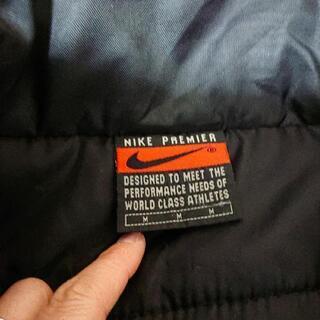 NIKE PREMIER
®
DESIGNED TO MEET THE
PERFORMANCE NEEDS OF
WORLD CLASS ATHLETES
M M M